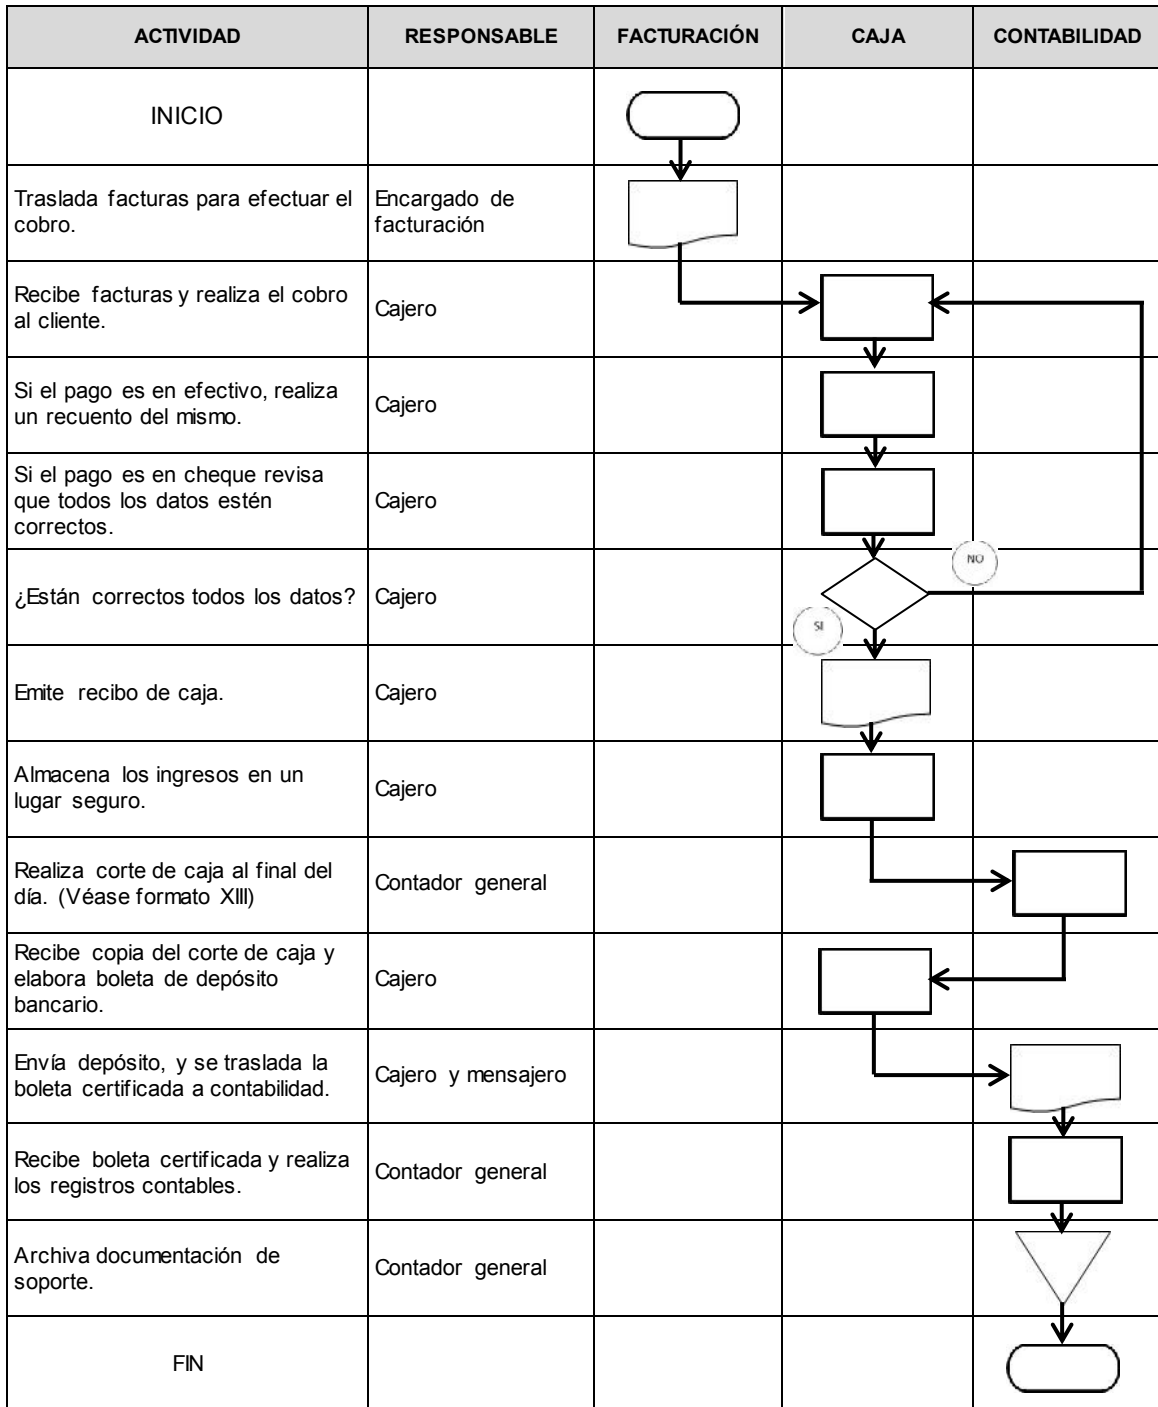 ACTIVIDAD RESPONSABLE FACTURACIÓN CAJA CONTABILIDAD
INICIO
Traslada facturas para efectuar el
cobro.
Encargado de
facturación
Recibe facturas y realiza el cobro
al cliente.
Cajero
Si el pago es en efectivo, realiza
un recuento del mismo.
Cajero
Si el pago es en cheque revisa
que todos los datos estén
correctos.
Cajero
NO
¿Están correctos todos los datos?
Cajero
SI
Emite recibo de caja.
Cajero
Almacena los ingresos en un
lugar seguro.
Cajero
Realiza corte de caja al final del
día. (Véase formato XIII)
Contador general
Recibe copia del corte de caja y
elabora boleta de depósito
bancario.
Cajero
Envía depósito, y se traslada la
boleta certificada a contabilidad.
Cajero y mensajero
Recibe boleta certificada y realiza
los registros contables.
Contador general
Archiva documentación de
soporte.
Contador general
FIN